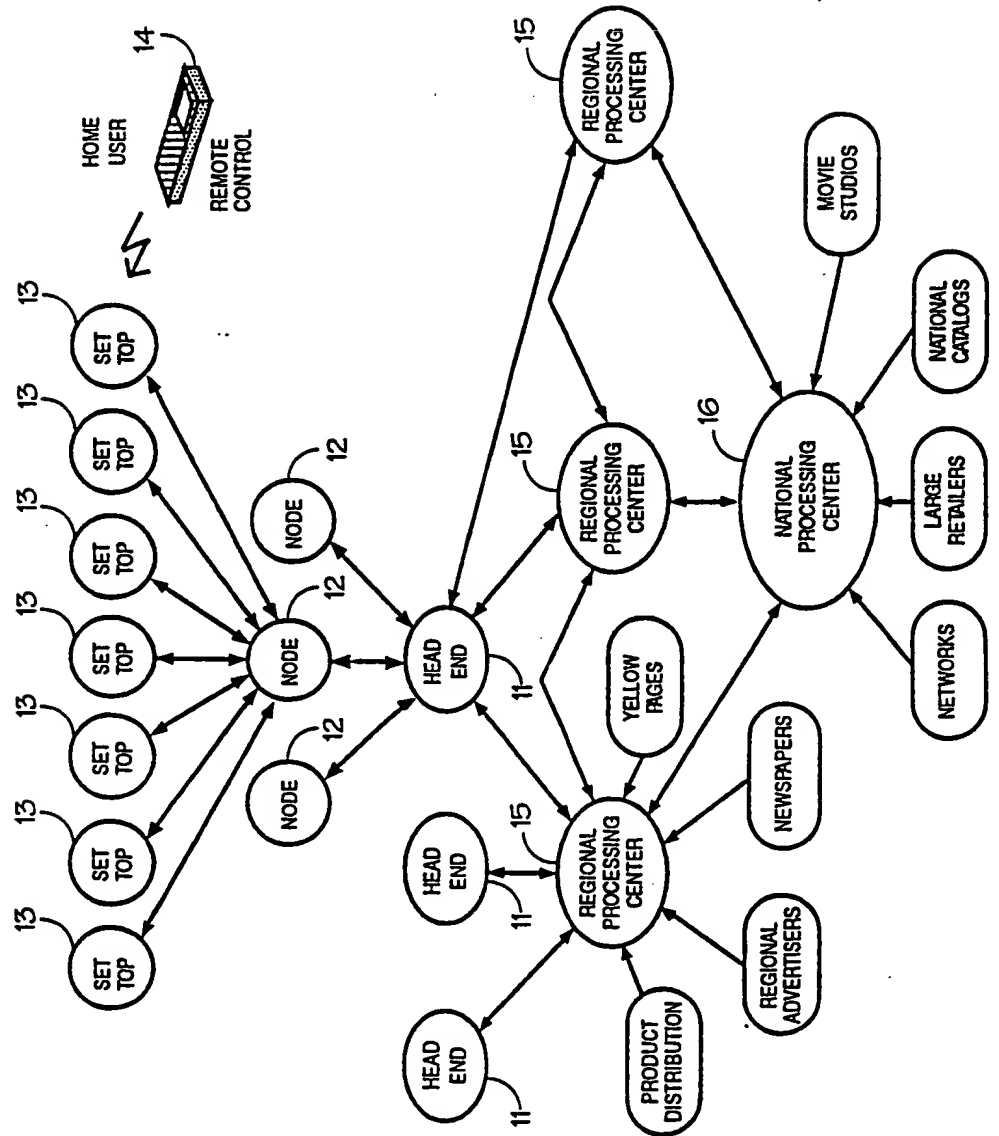 13
SET
TOP
13
SET
TOP
13
SET
TOP
13
SET
TOP
13
SET
TOP
13
SET
TOP
13
SET
TOP
HOME
USER
14
REMOTE
CONTROL
12
NODE
12
NODE
12
NODE
HEAD
END
11
HEAD
END
11
HEAD
END
11
15
REGIONAL
PROCESSING
CENTER
15
REGIONAL
PROCESSING
CENTER
15
REGIONAL
PROCESSING
CENTER
YELLOW
PAGES
PRODUCT
DISTRIBUTION
REGIONAL
ADVERTISERS
NEWSPAPERS
16
NATIONAL
PROCESSING
CENTER
NETWORKS
LARGE
RETAILERS
NATIONAL
CATALOGS
MOVIE
STUDIOS